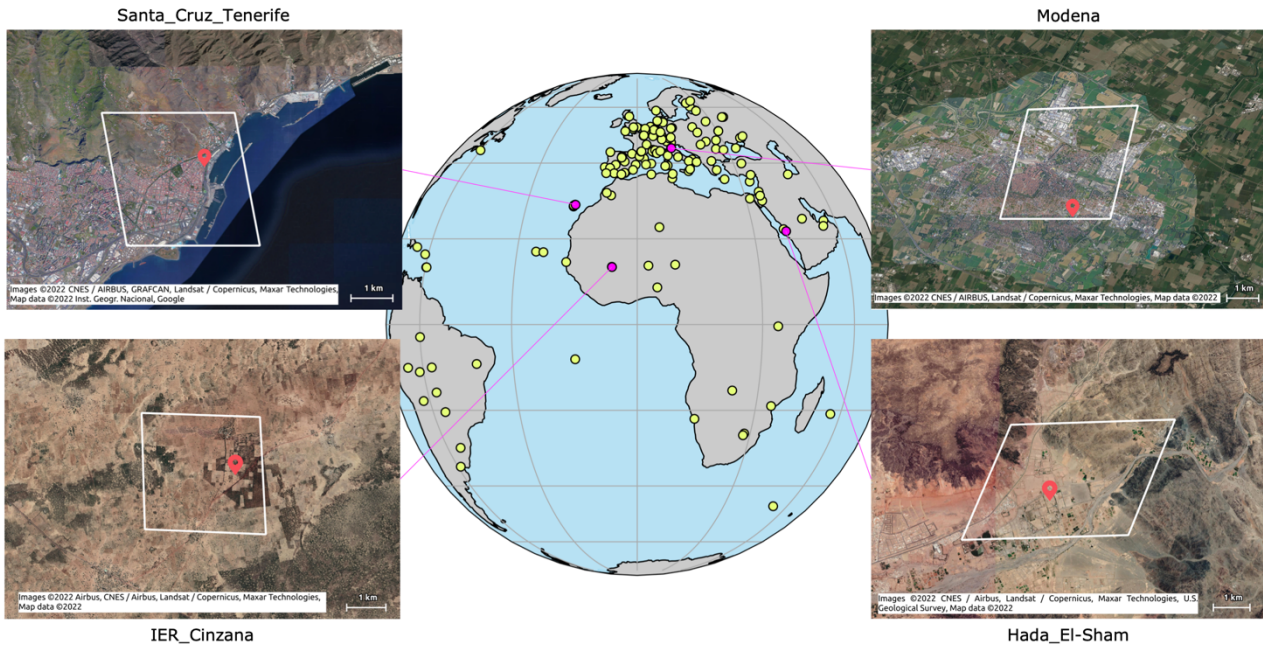 Santa_Cruz_Tenerife
Modena
Images ©2022 CNES / AIRBUS, GRAFCAN, Landsat / Copernicus, Maxar Technologies,
Map data ©2022 Inst. Geogr. Nacional, Google
1 km
Images ©2022 CNES / AIRBUS, Landsat / Copernicus, Maxar Technologies, Map data ©2022
1 km
Images ©2022 Airbus, CNES / Airbus, Landsat / Copernicus, Maxar Technologies,
Map data ©2022
1 km
Images ©2022 CNES / Airbus, Landsat / Copernicus, Maxar Technologies, U.S.
Geological Survey, Map data ©2022
1 km
IER_Cinzana
Hada_El-Sham